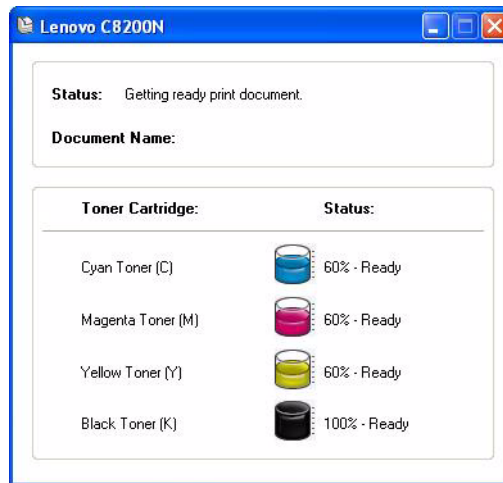 Lenovo C8200N
Status: Getting ready print document.
Document Name:
Toner Cartridge: Status:
Cyan Toner (C) 60% - Ready
Magenta Toner (M) 60% - Ready
Yellow Toner (Y) 60% - Ready
Black Toner (K) 100% - Ready